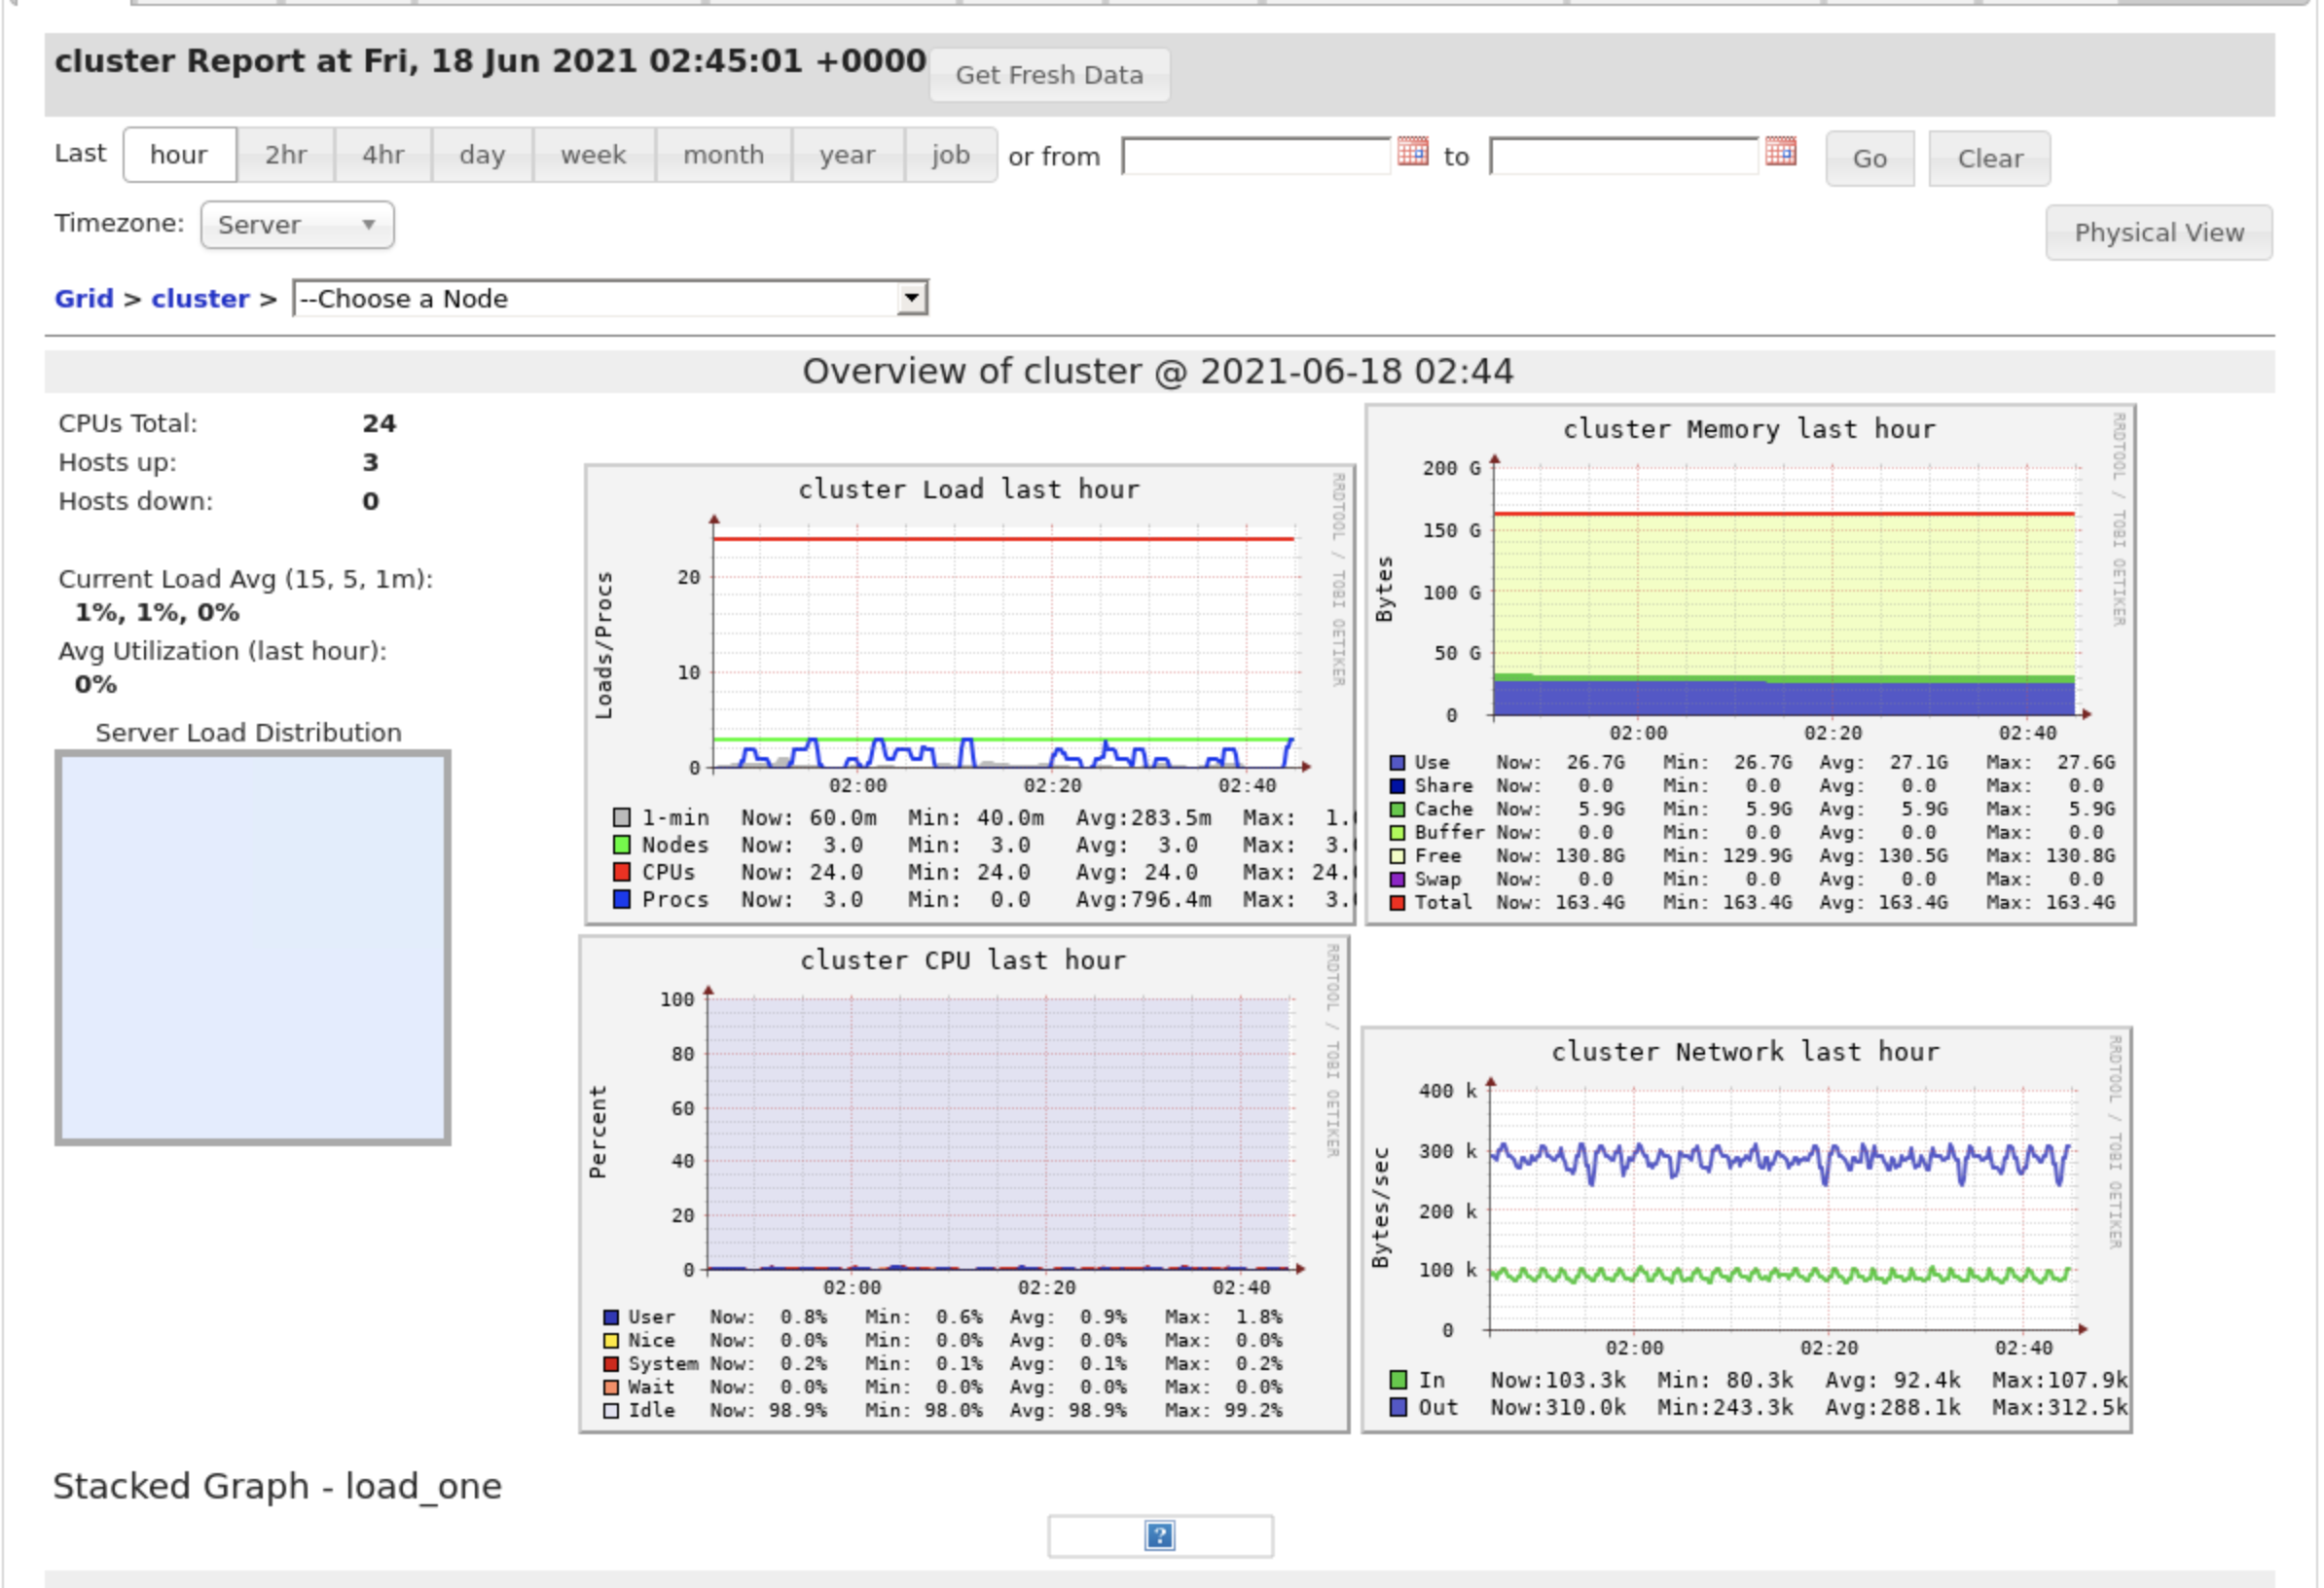 cluster Report at Fri, 18 Jun 2021 02:45:01 +0000 Get Fresh Data
Last hour 2hr 4hr day week month year job or from to Go Clear
Timezone: Server Physical View
Grid > cluster > --Choose a Node
Overview of cluster @ 2021-06-18 02:44
CPUs Total: 24
Hosts up: 3
Hosts down: 0
Current Load Avg (15, 5, 1m):
1%, 1%, 0%
Avg Utilization (last hour):
0%
Server Load Distribution
cluster Load last hour
RRDTOOL / TOBI OETIKER
Loads/Procs
20
10
0
02:00 02:20 02:40
1-min Now: 60.0m Min: 40.0m Avg:283.5m Max: 1.
Nodes Now: 3.0 Min: 3.0 Avg: 3.0 Max: 3.
CPUs Now: 24.0 Min: 24.0 Avg: 24.0 Max: 24.
Procs Now: 3.0 Min: 0.0 Avg:796.4m Max: 3.
cluster Memory last hour
RRDTOOL / TOBI OETIKER
Bytes
200 G
150 G
100 G
50 G
0
02:00 02:20 02:40
Use Now: 26.7G Min: 26.7G Avg: 27.1G Max: 27.6G
Share Now: 0.0 Min: 0.0 Avg: 0.0 Max: 0.0
Cache Now: 5.9G Min: 5.9G Avg: 5.9G Max: 5.9G
Buffer Now: 0.0 Min: 0.0 Avg: 0.0 Max: 0.0
Free Now: 130.8G Min: 129.9G Avg: 130.5G Max: 130.8G
Swap Now: 0.0 Min: 0.0 Avg: 0.0 Max: 0.0
Total Now: 163.4G Min: 163.4G Avg: 163.4G Max: 163.4G
cluster CPU last hour
RRDTOOL / TOBI OETIKER
Percent
100
80
60
40
20
0
02:00 02:20 02:40
User Now: 0.8% Min: 0.6% Avg: 0.9% Max: 1.8%
Nice Now: 0.0% Min: 0.0% Avg: 0.0% Max: 0.0%
System Now: 0.2% Min: 0.1% Avg: 0.1% Max: 0.2%
Wait Now: 0.0% Min: 0.0% Avg: 0.0% Max: 0.0%
Idle Now: 98.9% Min: 98.0% Avg: 98.9% Max: 99.2%
cluster Network last hour
RRDTOOL / TOBI OETIKER
Bytes/sec
400 k
300 k
200 k
100 k
0
02:00 02:20 02:40
In Now:103.3k Min: 80.3k Avg: 92.4k Max:107.9k
Out Now:310.0k Min:243.3k Avg:288.1k Max:312.5k
Stacked Graph - load_one
?